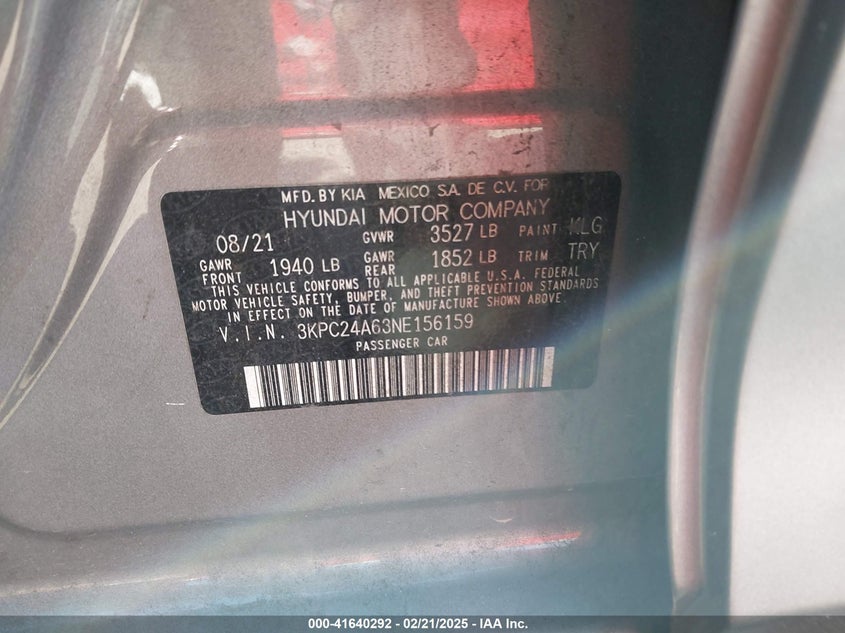 MFD. BY KIA MEXICO S.A. DE C.V. FOR
HYUNDAI MOTOR COMPANY
08/21 GVWR 3527 LB PAINT KLG
GAWR FRONT 1940 LB GAWR REAR 1852 LB TRIM TRY
THIS VEHICLE CONFORMS TO ALL APPLICABLE U.S.A. FEDERAL
MOTOR VEHICLE SAFETY, BUMPER, AND THEFT PREVENTION STANDARDS
IN EFFECT ON THE DATE OF MANUFACTURE SHOWN ABOVE.
V.I.N. 3KPC24A63NE156159
PASSENGER CAR
000-41640292 - 02/21/2025 - IAA Inc.